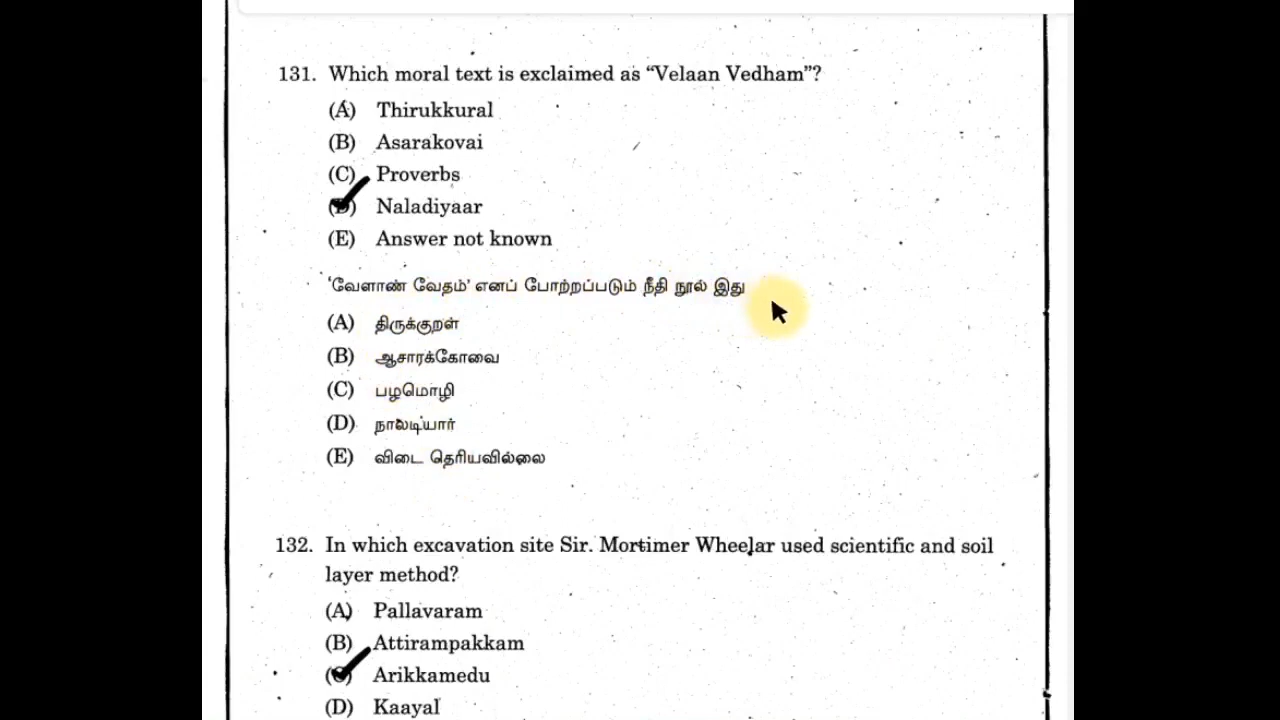 131. Which moral text is exclaimed as “Velaan Vedham”?
(A) Thirukkural
(B) Asarakovai
(C) Proverbs
(D) Naladiyaar
(E) Answer not known
‘வேளாண் வேதம்’ எனப் போற்றப்படும் நீதி நூல் இது
(A) திருக்குறள்
(B) ஆசாரக்கோவை
(C) பழமொழி
(D) நாலடியார்
(E) விடை தெரியவில்லை
132. In which excavation site Sir. Mortimer Wheelar used scientific and soil
layer method?
(A) Pallavaram
(B) Attirampakkam
(C) Arikkamedu
(D) Kaayal